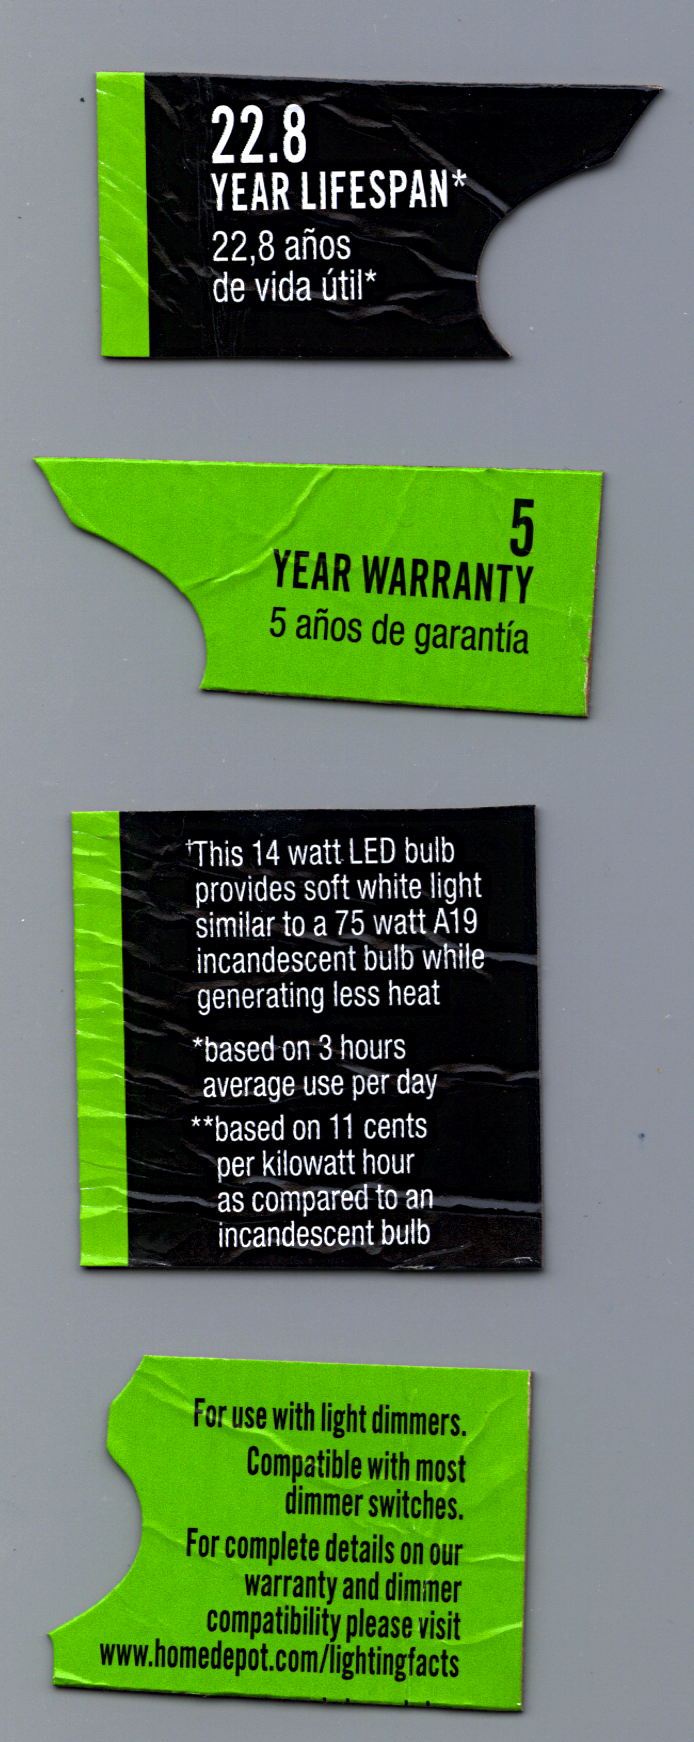 22.8
YEAR LIFESPAN*
22,8 años
de vida útil*
5
YEAR WARRANTY
5 años de garantía
†This 14 watt LED bulb
provides soft white light
similar to a 75 watt A19
incandescent bulb while
generating less heat
*based on 3 hours
average use per day
**based on 11 cents
per kilowatt hour
as compared to an
incandescent bulb
For use with light dimmers.
Compatible with most
dimmer switches.
For complete details on our
warranty and dimmer
compatibility please visit
www.homedepot.com/lightingfacts